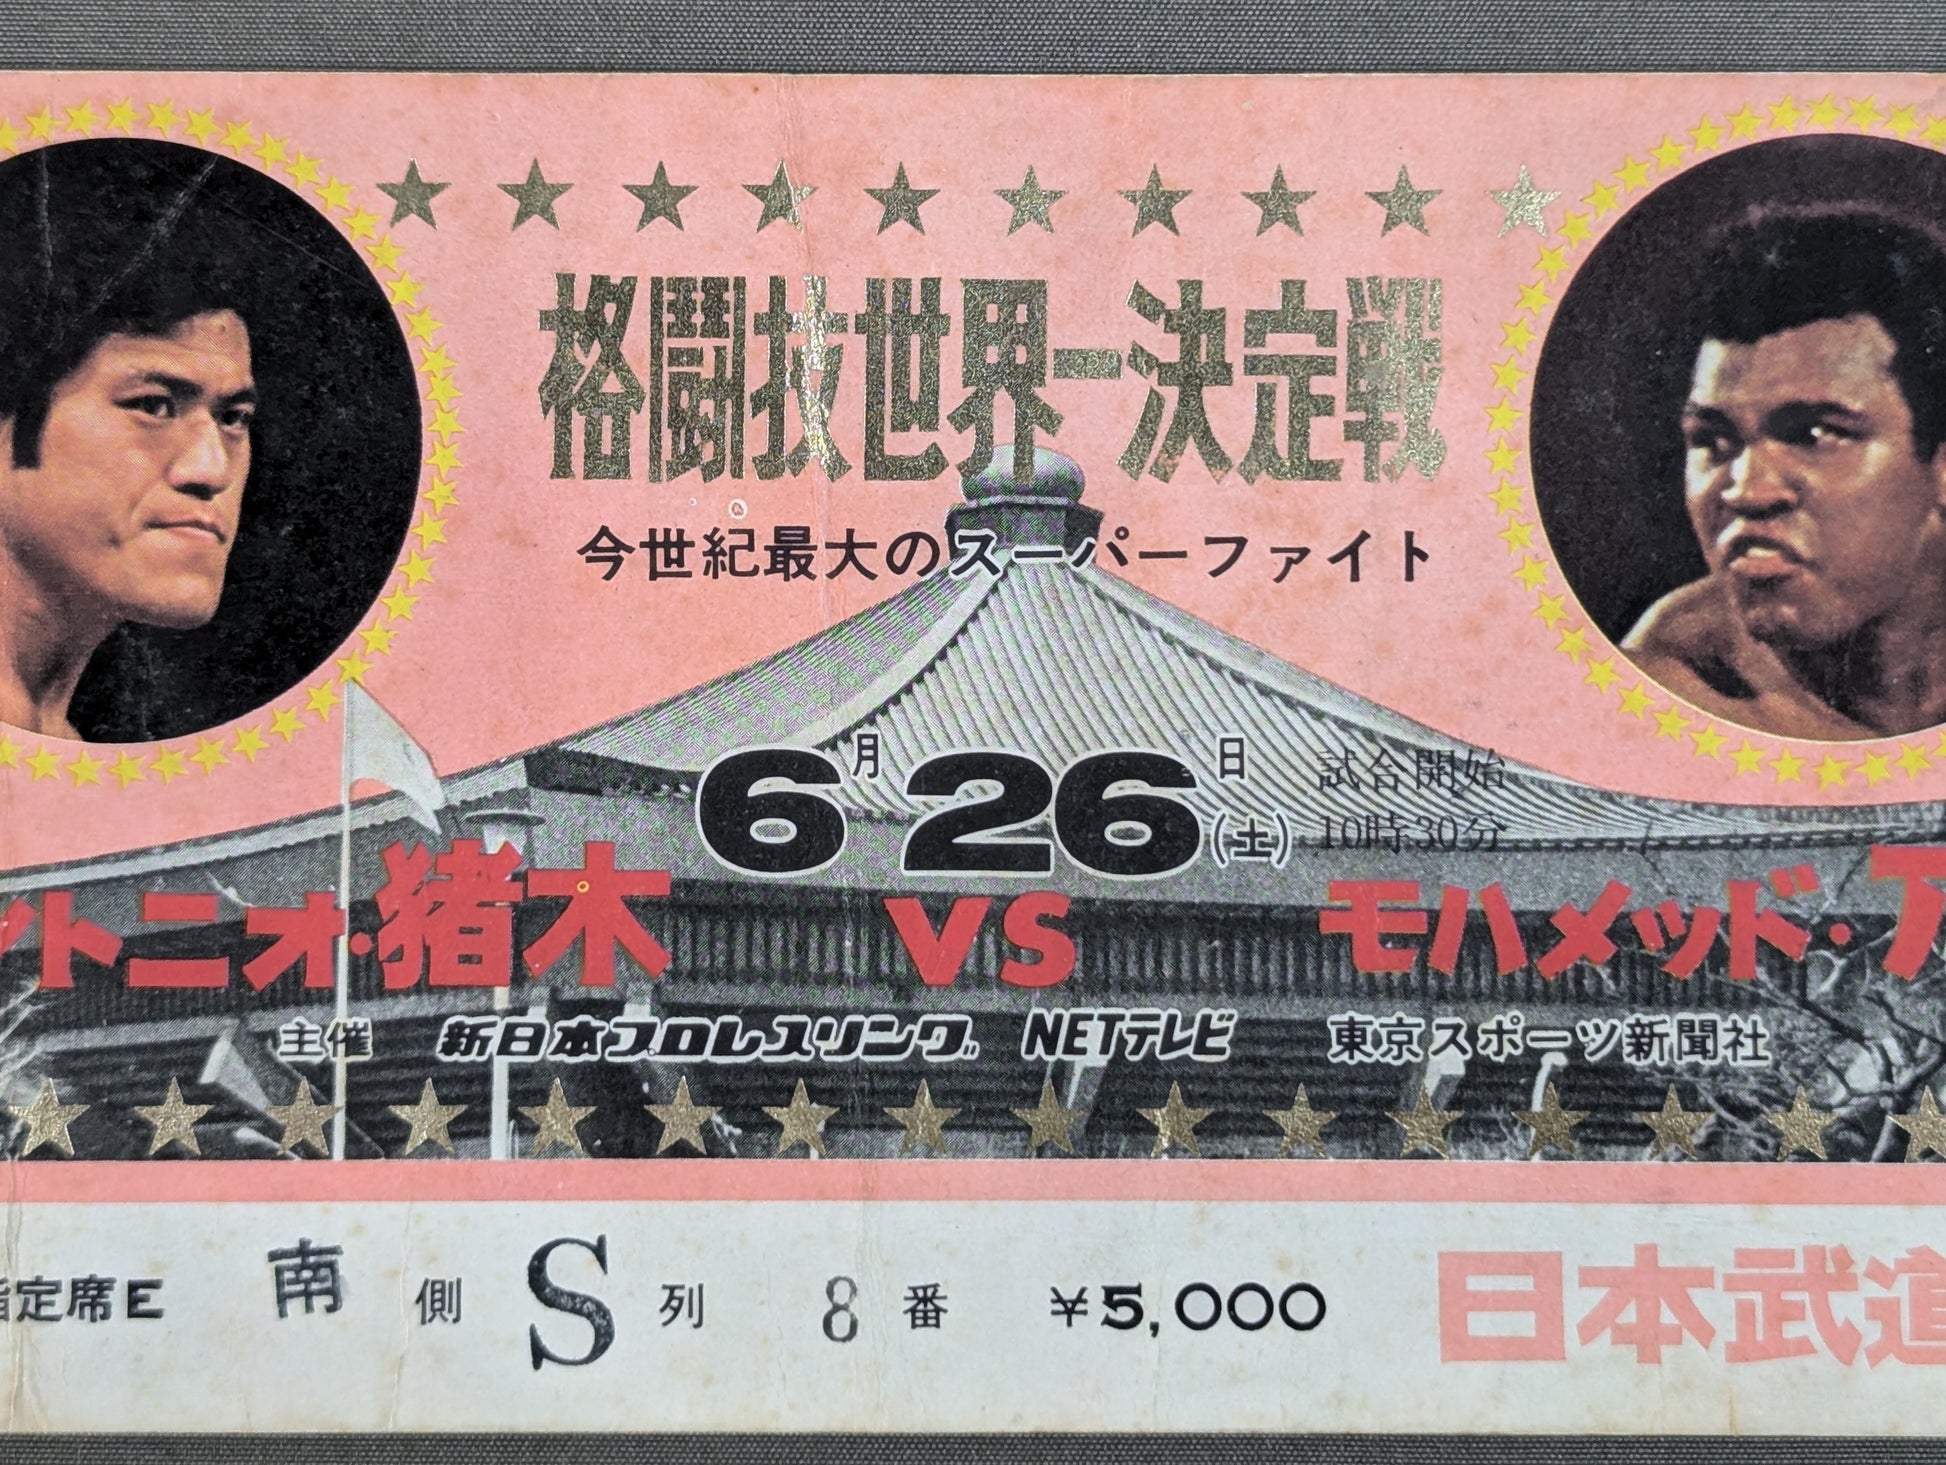 格闘技世界一決定戦
今世紀最大のスーパーファイト
6月26日(土) 試合開始
10時30分
ントニオ・猪木 VS モハメッド・ア
主催 新日本プロレスリング NETテレビ 東京スポーツ新聞社
指定席E 南側 S列 8番 ¥5,000 日本武道